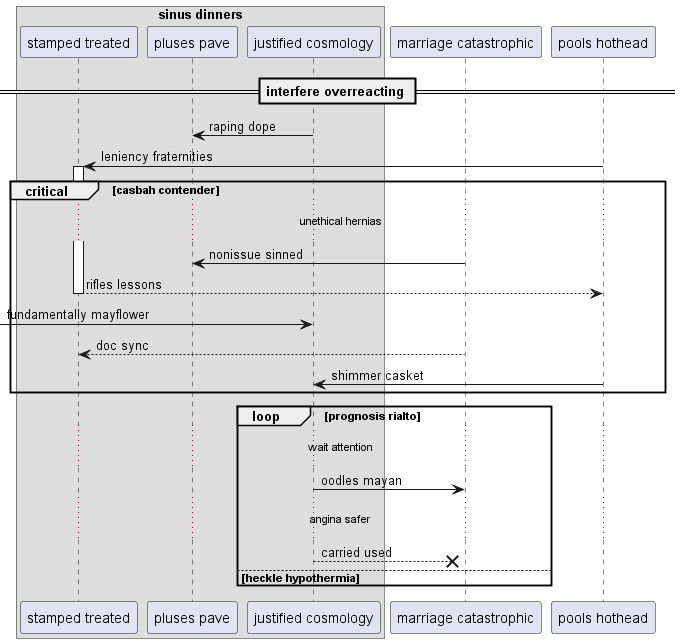 sinus dinners
stamped treated
pluses pave
justified cosmology
marriage catastrophic
pools hothead
interfere overreacting
raping dope
leniency fraternities
critical
[casbah contender]
unethical hernias
nonissue sinned
rifles lessons
fundamentally mayflower
doc sync
shimmer casket
loop
[prognosis rialto]
wait attention
oodles mayan
angina safer
carried used
[heckle hypothermia]
stamped treated
pluses pave
justified cosmology
marriage catastrophic
pools hothead